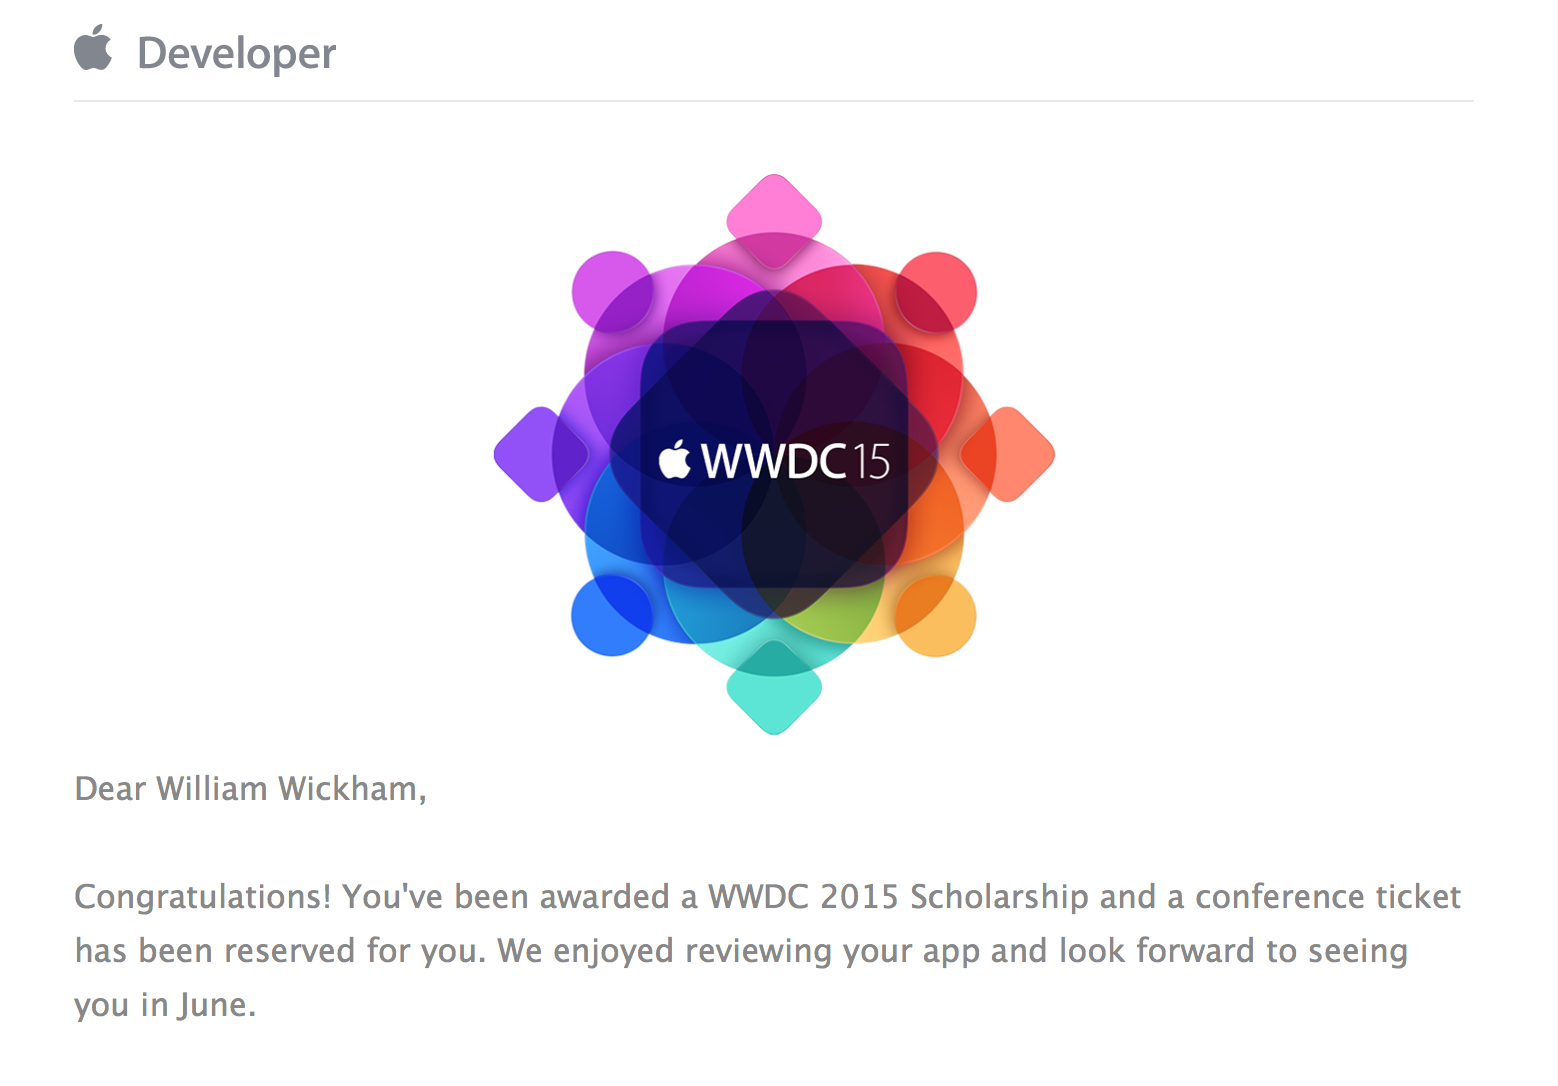 Developer
WWDC15
Dear William Wickham,
Congratulations! You've been awarded a WWDC 2015 Scholarship and a conference ticket
has been reserved for you. We enjoyed reviewing your app and look forward to seeing
you in June.